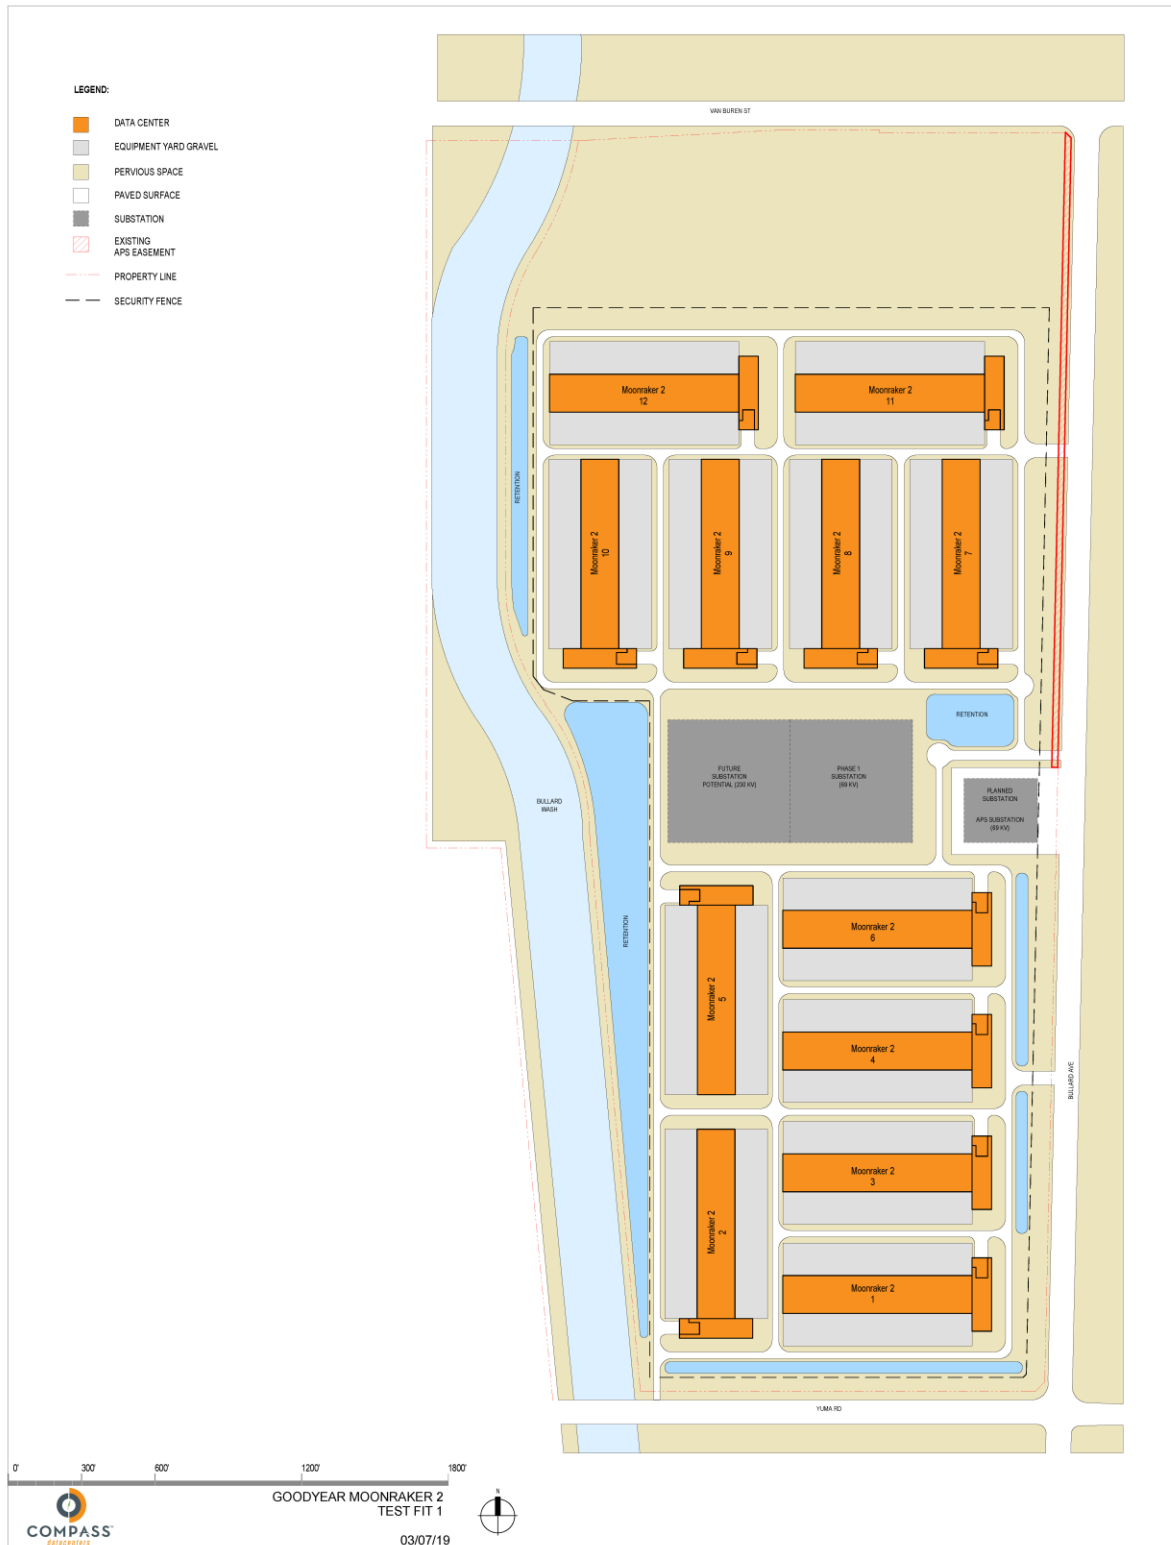 LEGEND:
DATA CENTER
EQUIPMENT YARD GRAVEL
PERVIOUS SPACE
PAVED SURFACE
SUBSTATION
EXISTING
APS EASEMENT
PROPERTY LINE
SECURITY FENCE
VAN BUREN ST
Moonraker 2
12
Moonraker 2
11
RETENTION
Moonraker 2
10
Moonraker 2
9
Moonraker 2
8
Moonraker 2
7
RETENTION
FUTURE
SUBSTATION
POTENTIAL (230 KV)
PHASE 1
SUBSTATION
(69 KV)
PLANNED
SUBSTATION
APS SUBSTATION
(69 KV)
BULLARD
WASH
RETENTION
Moonraker 2
6
Moonraker 2
5
Moonraker 2
4
BULLARD AVE.
Moonraker 2
3
Moonraker 2
2
Moonraker 2
1
YUMA RD
0'
300'
600'
1200'
1800'
GOODYEAR MOONRAKER 2
TEST FIT 1
03/07/19
N
COMPASS
datacenters